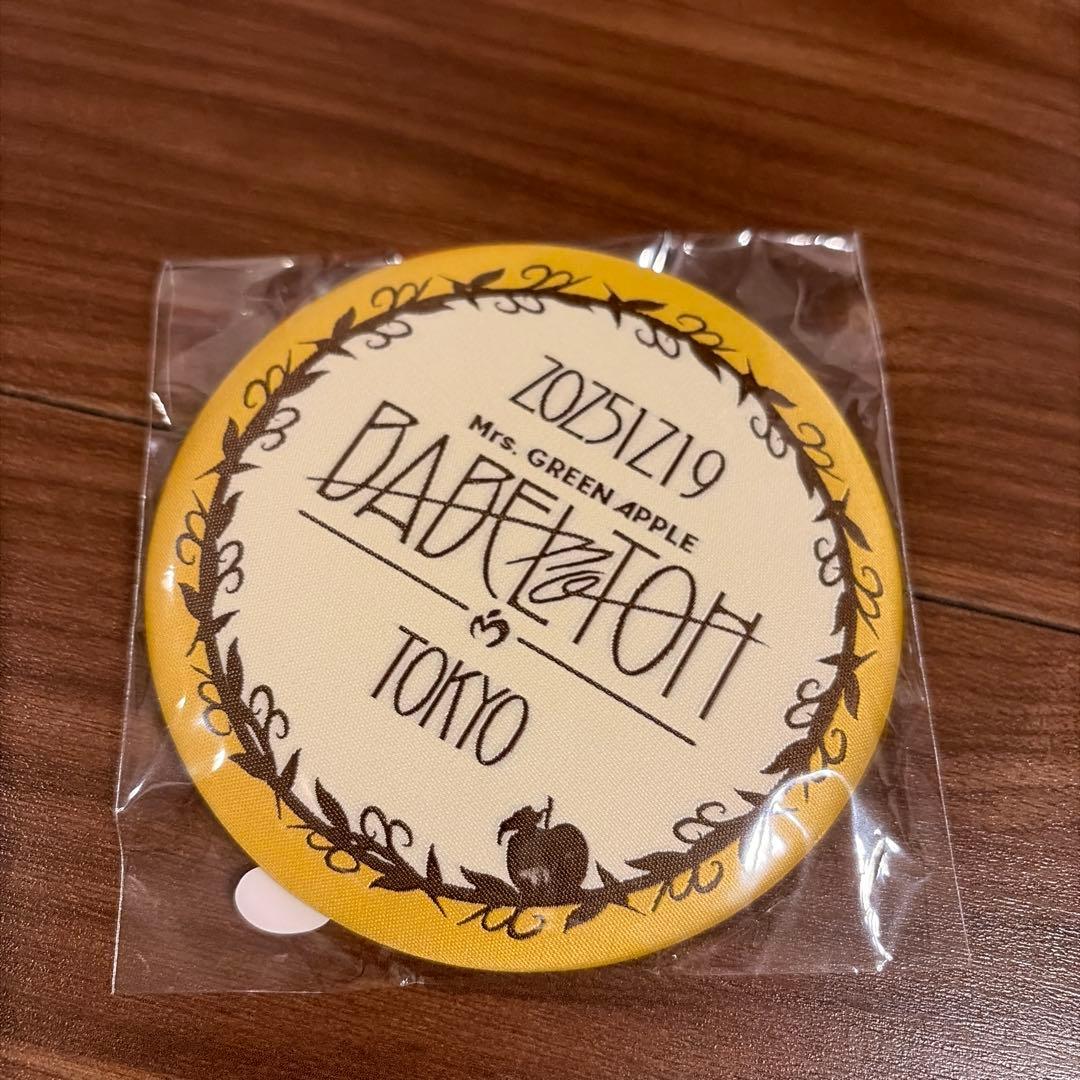 20251219
Mrs. GREEN APPLE
BABEL no TOH
TOKYO